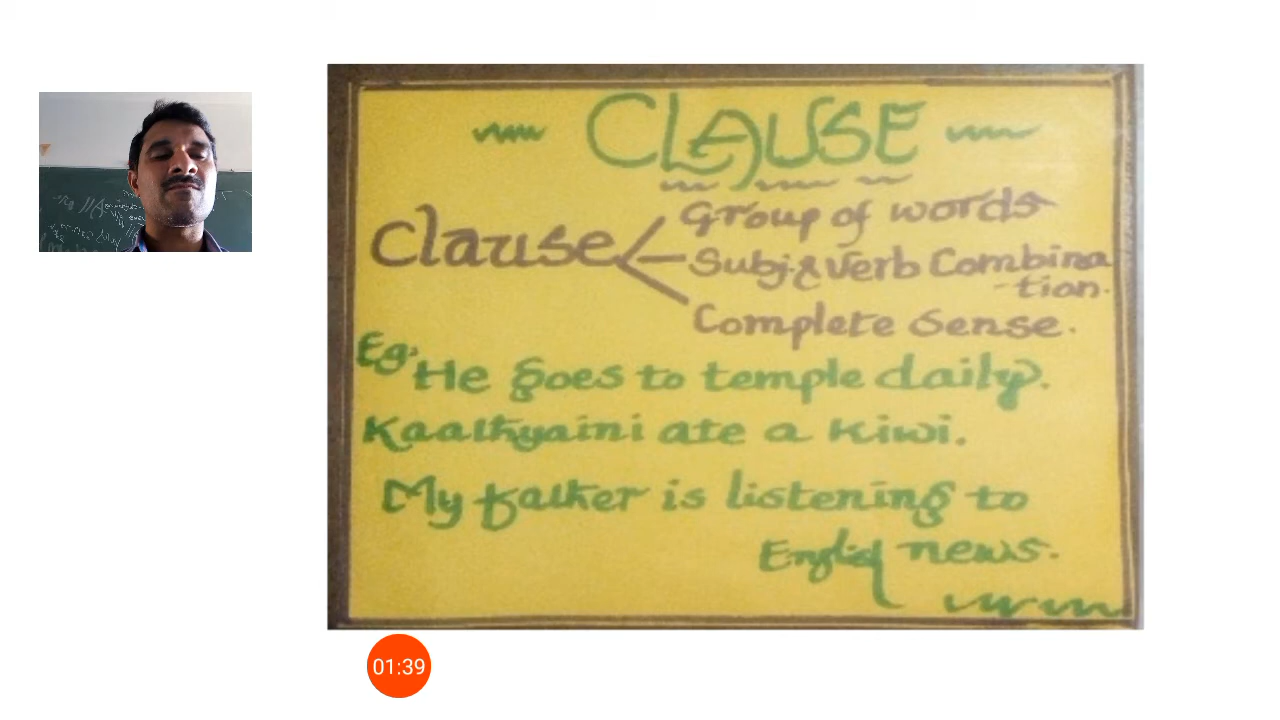 CLAUSE
Clause
Group of words
Subj. & Verb Combina
-tion.
Complete Sense.
Eg: He goes to temple daily.
Kaathyaini ate a Kiwi.
My father is listening to
English news.
01:39